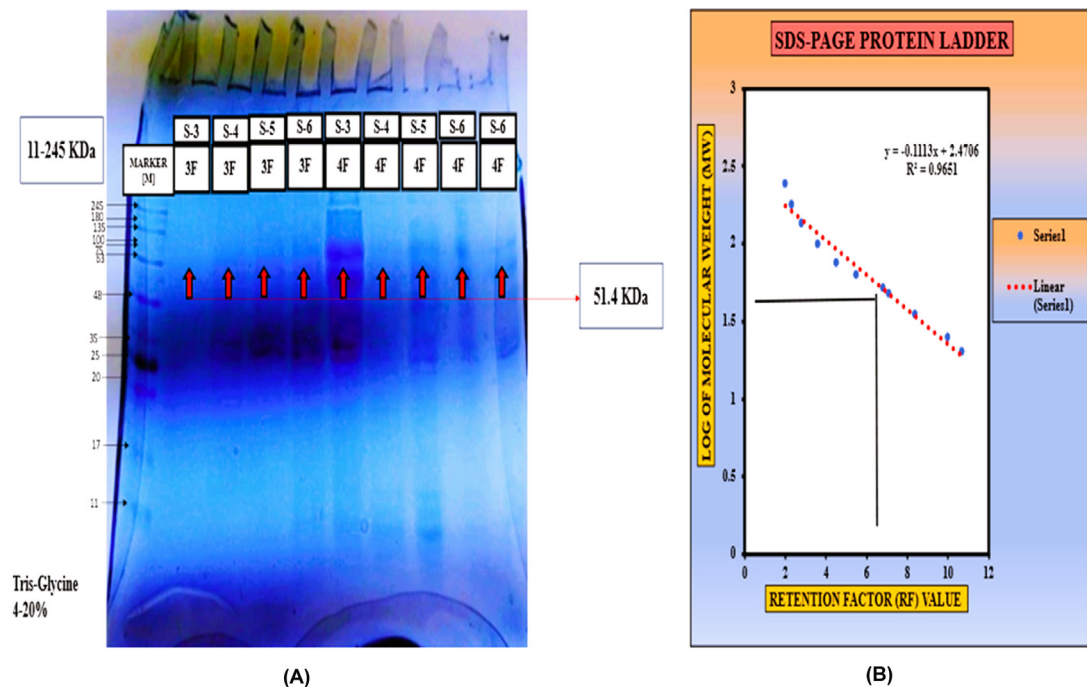 11-245 KDa
MARKER
[M]
S-3 S-4 S-5 S-6 S-3 S-4 S-5 S-6 S-6
3F 3F 3F 3F 4F 4F 4F 4F 4F
245
180
135
100
75
63
48
35
25
20
17
11
51.4 KDa
Tris-Glycine
4-20%
(A)
SDS-PAGE PROTEIN LADDER
LOG OF MOLECULAR WEIGHT (MW)
3
2.5
2
1.5
1
0.5
0
y = -0.1113x + 2.4706
R² = 0.9651
0 2 4 6 8 10 12
RETENTION FACTOR (RF) VALUE
Series1
Linear
(Series1)
(B)